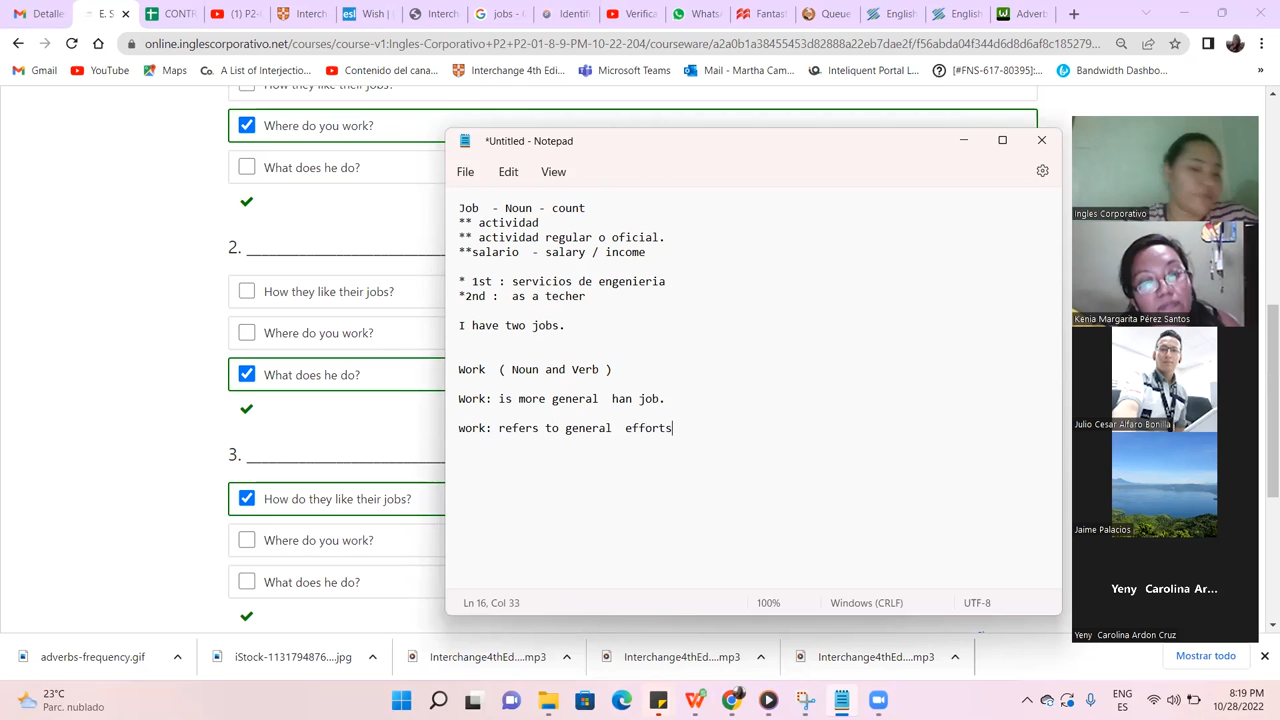 P2-
E. S
CONTR
(1) P2-
Interch
Wish |
Interch
jobs - G
Verifica
Whats
Fantas
Que
English
English
Adverb
online.inglescorporativo.net/courses/course-v1:Ingles-Corporativo+P2+P2-01-8-9-PM-10-22-204/courseware/a2a0b1a38455453d82888a22eb7dae2f/f56abda04f344d6d8d6af8c185279...
Gmail
YouTube
Maps
A List of Interjectio...
Contenido del cana...
Interchange 4th Edi...
Microsoft Teams
Mail - Martha Cam...
Inteliquent Portal L...
[#FNS-617-80395]:...
Bandwidth Dashbo...
»
How they like their jobs?
Where do you work?
What does he do?
2.
How they like their jobs?
Where do you work?
What does he do?
3.
How do they like their jobs?
Where do you work?
What does he do?
*Untitled - Notepad
File
Edit
View
Job  - Noun - count
** actividad
** actividad regular o oficial.
**salario  - salary / income
* 1st : servicios de engenieria
*2nd :  as a techer
I have two jobs.
Work  ( Noun and Verb )
Work: is more general  han job.
work: refers to general  efforts
Ln 16, Col 33
100%
Windows (CRLF)
UTF-8
Ingles Corporativo
Kenia Margarita Pérez Santos
Julio Cesar Alfaro Bonilla
Jaime Palacios
Yeny Carolina Ar...
Yeny Carolina Ardon Cruz
adverbs-frequency.gif
iStock-1131794876....jpg
Interchange4thEd....mp3
Interchange4thEd....mp3
Interchange4thEd....mp3
Mostrar todo
23°C
Parc. nublado
ENG
ES
8:19 PM
10/28/2022